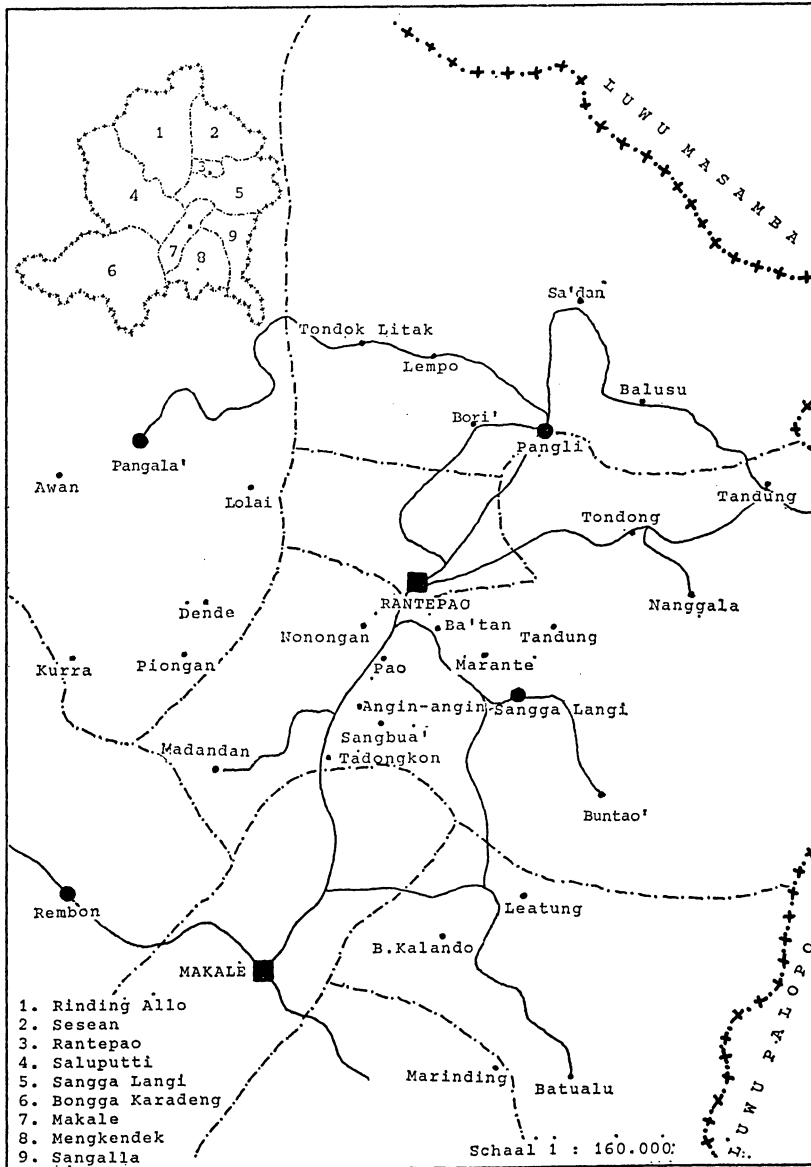 LUWU MASAMBA
1
2
3
4
5
9
7
8
6
Sa'dan
Tondok Litak
Lempo
Balusu
Bori'
Pangli
Pangala'
Awan
Lolai
Tandung
Tondong
RANTEPAO
Nanggala
Dende
Nonongan
Ba'tan
Tandung
Kurra
Piongan
Pao
Marante
Angin-angin
Sangga Langi
Sangbua'
Madandan
Tadongkon
Buntao'
Rembon
Leatung
B.Kalando
MAKALE
LUWU PALOPO
1. Rinding Allo
2. Sesean
3. Rantepao
4. Saluputti
5. Sangga Langi
6. Bongga Karadeng
7. Makale
8. Mengkendek
9. Sangalla
Marinding
Batualu
Schaal 1 : 160.000